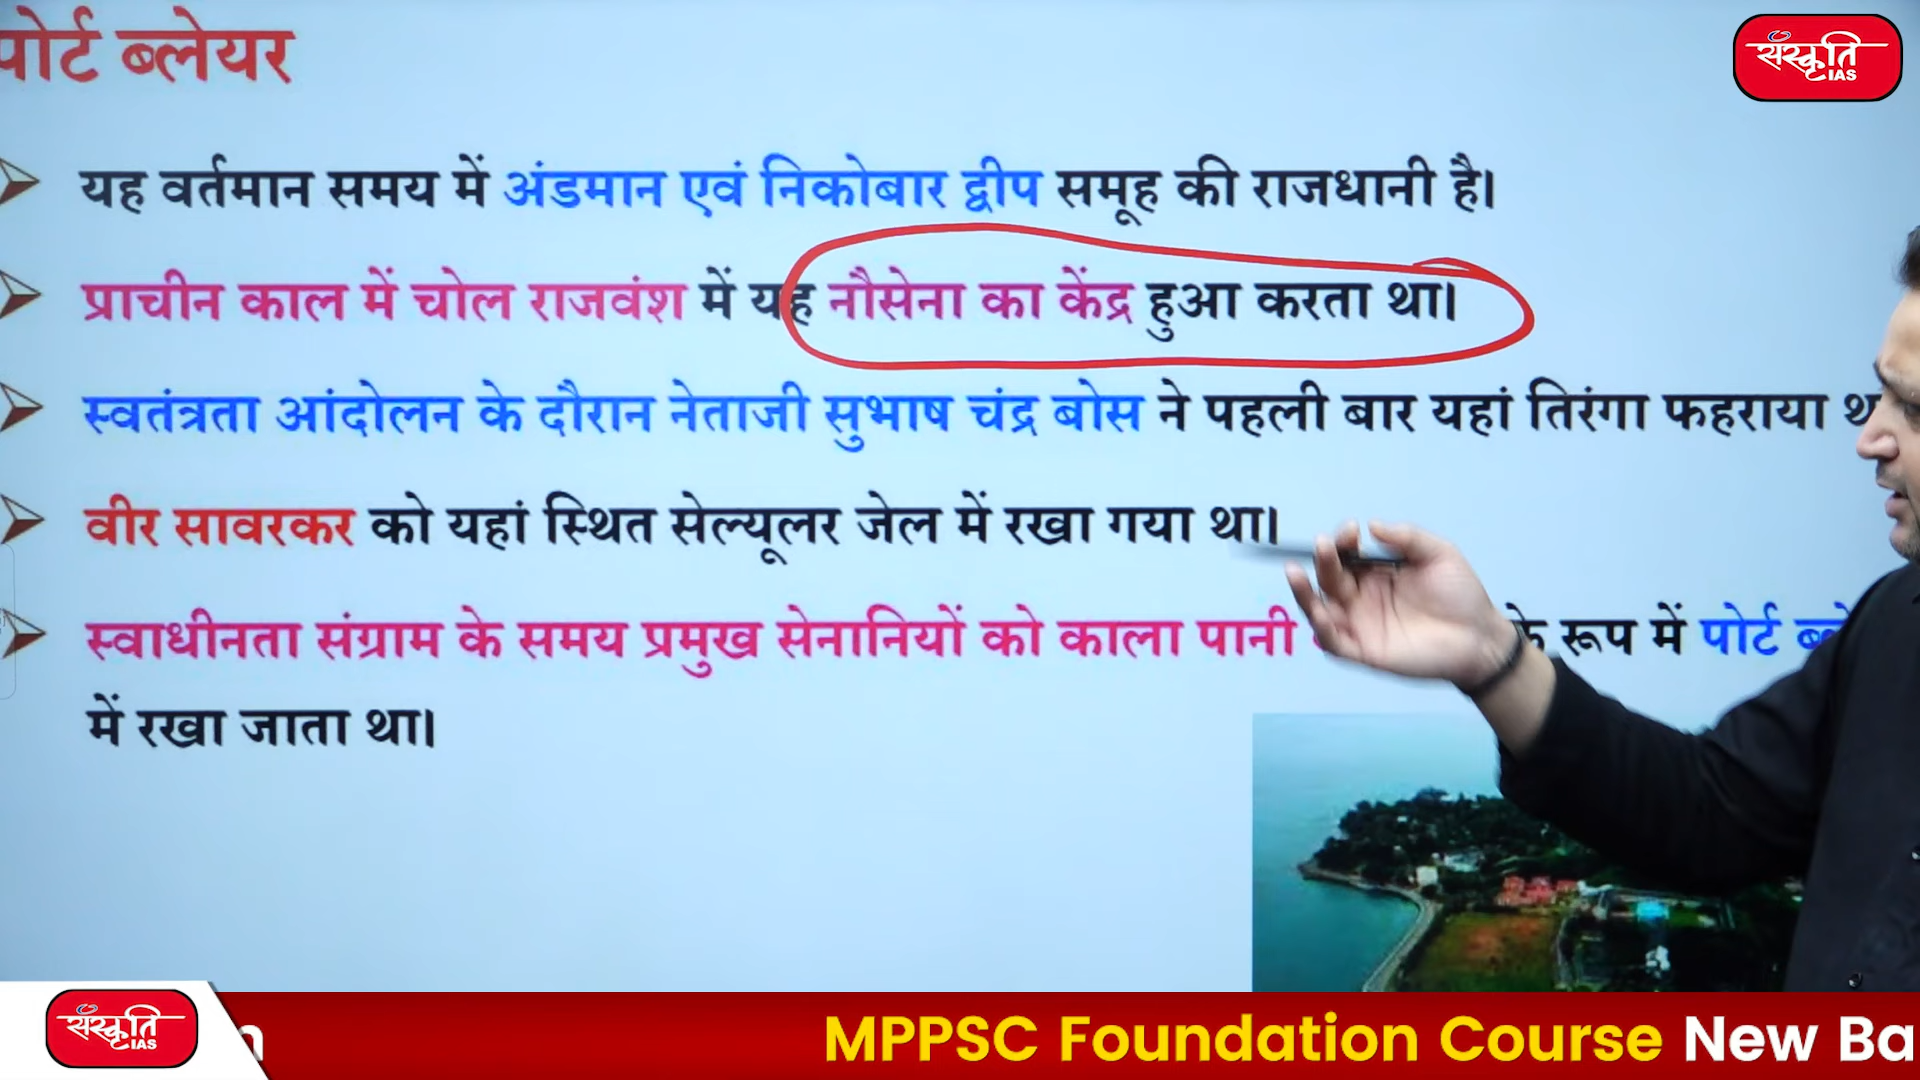 पोर्ट ब्लेयर
संस्कृति
IAS
यह वर्तमान समय में अंडमान एवं निकोबार द्वीप समूह की राजधानी है।
प्राचीन काल में चोल राजवंश में यह नौसेना का केंद्र हुआ करता था।
स्वतंत्रता आंदोलन के दौरान नेताजी सुभाष चंद्र बोस ने पहली बार यहां तिरंगा फहराया
वीर सावरकर को यहां स्थित सेल्यूलर जेल में रखा गया था।
स्वाधीनता संग्राम के समय प्रमुख सेनानियों को काला पानी के रूप में पोर्ट
में रखा जाता था।
संस्कृति
IAS
MPPSC Foundation Course New Ba